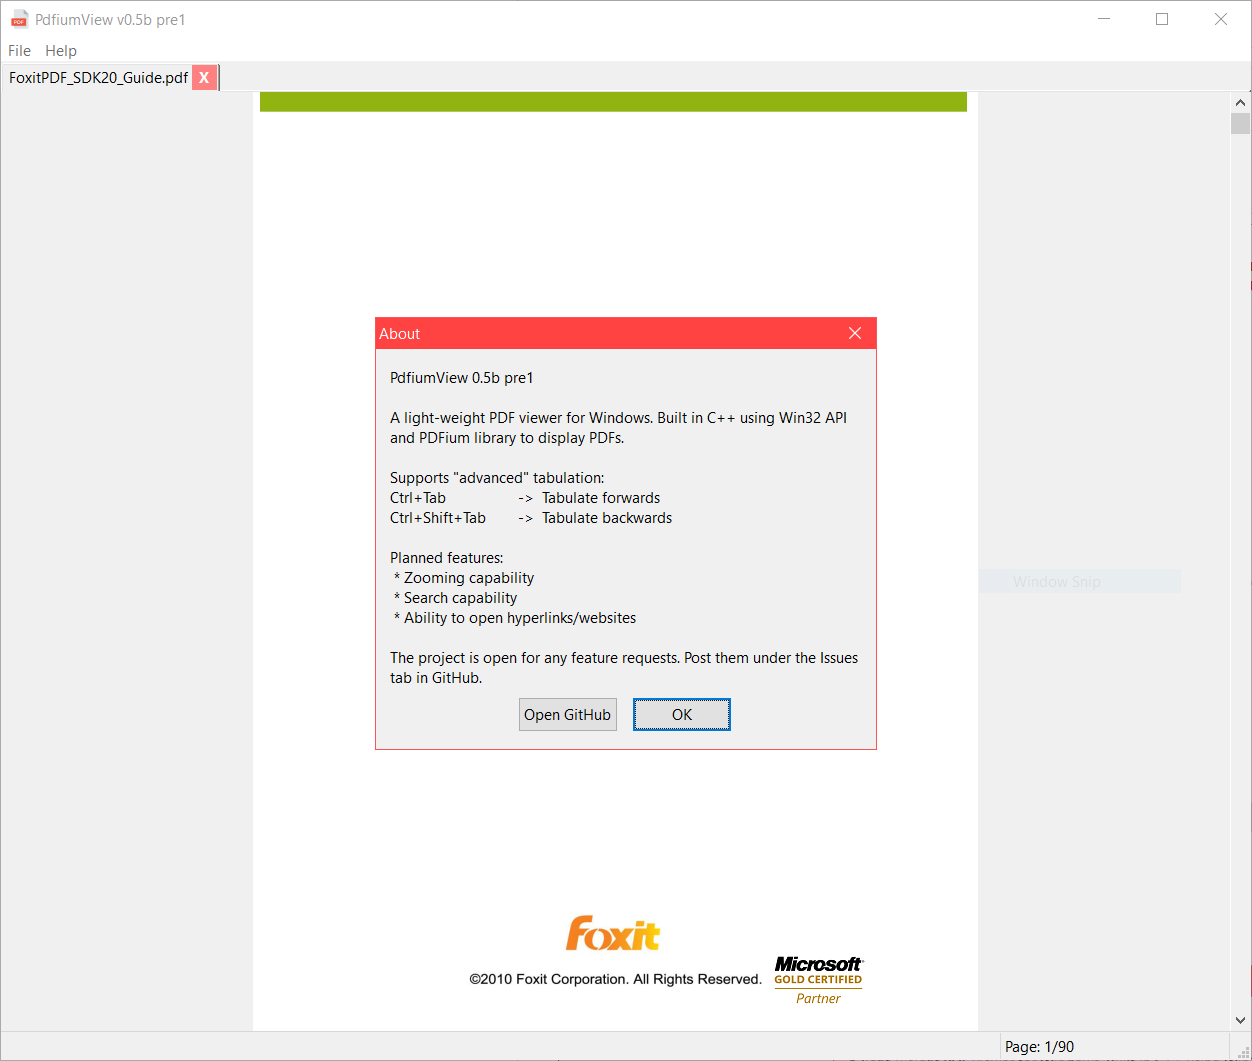 PdfiumView v0.5b pre1
File Help
FoxitPDF_SDK20_Guide.pdf X
About
PdfiumView 0.5b pre1
A light-weight PDF viewer for Windows. Built in C++ using Win32 API
and PDFium library to display PDFs.
Supports "advanced" tabulation:
Ctrl+Tab -> Tabulate forwards
Ctrl+Shift+Tab -> Tabulate backwards
Planned features:
* Zooming capability
* Search capability
* Ability to open hyperlinks/websites
Window Snip
The project is open for any feature requests. Post them under the Issues
tab in GitHub.
Open GitHub OK
foxit
©2010 Foxit Corporation. All Rights Reserved.
Microsoft
GOLD CERTIFIED
Partner
Page: 1/90